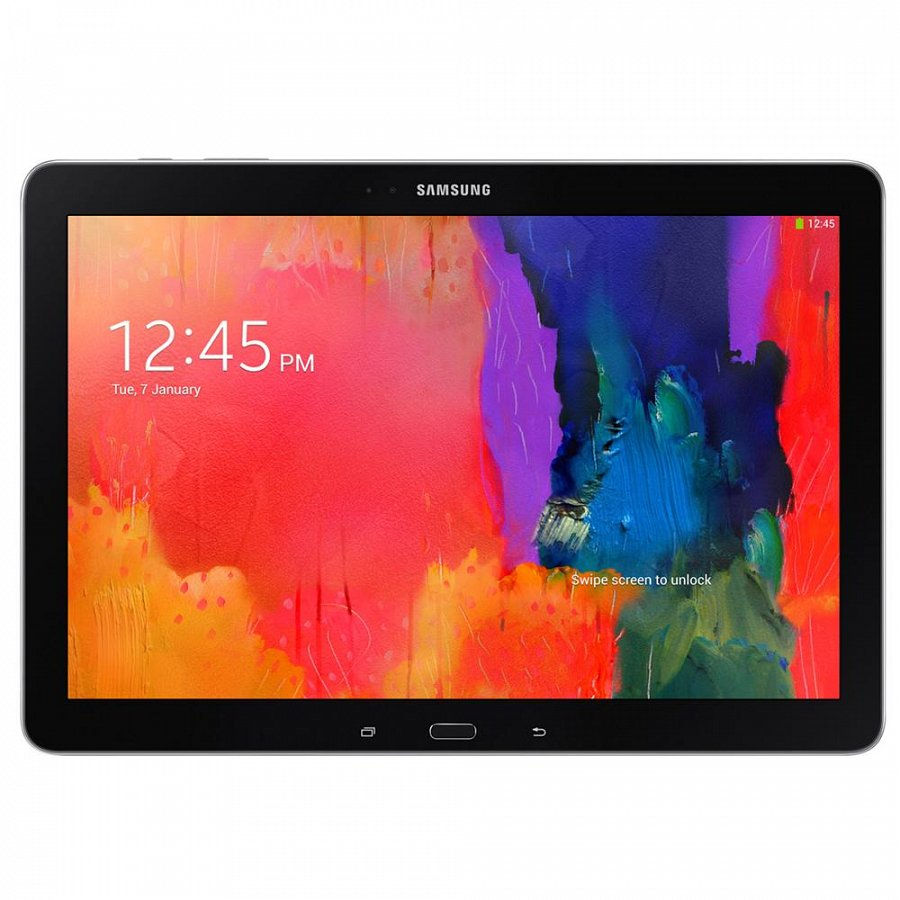 SAMSUNG
12:45
12:45 PM
Tue, 7 January
Swipe screen to unlock